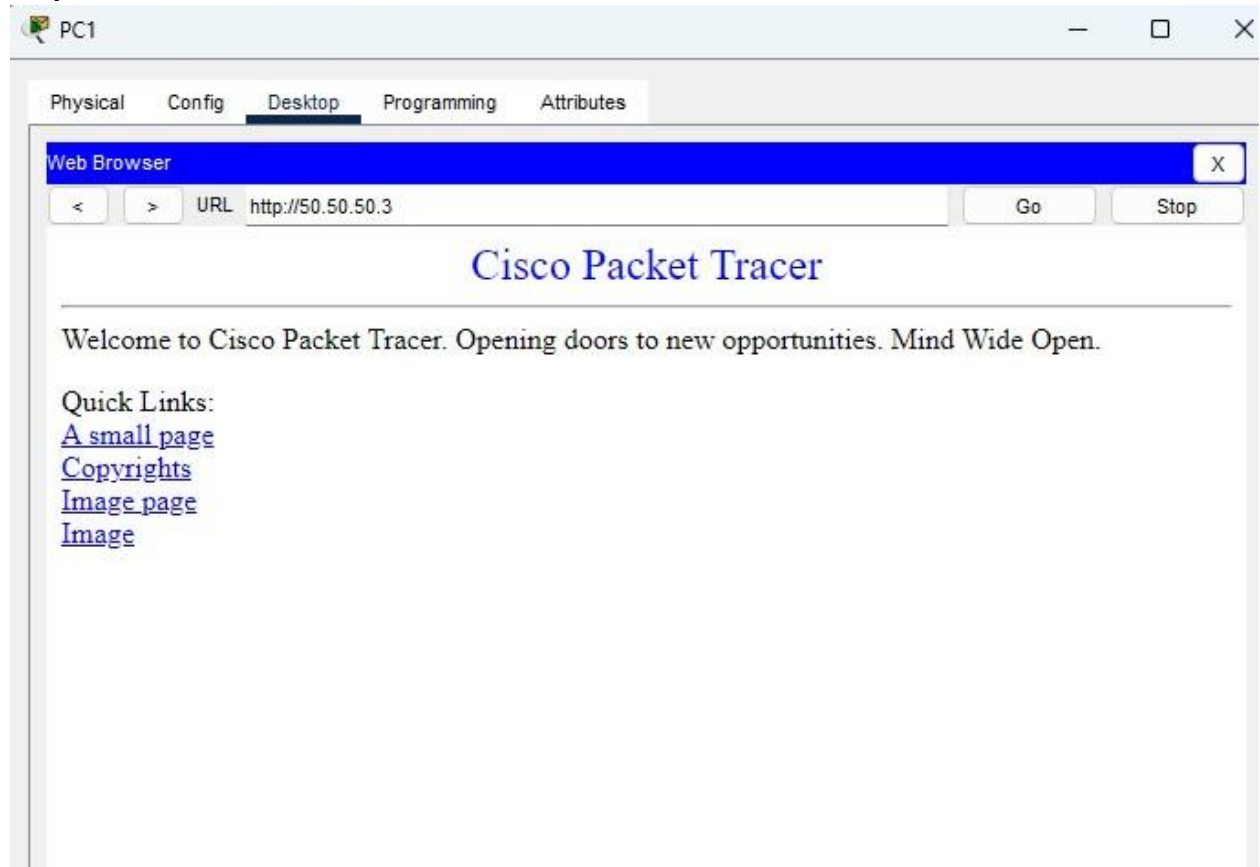 PC1
Physical Config Desktop Programming Attributes
Web Browser X
< > URL http://50.50.50.3 Go Stop
Cisco Packet Tracer
Welcome to Cisco Packet Tracer. Opening doors to new opportunities. Mind Wide Open.
Quick Links:
A small page
Copyrights
Image page
Image